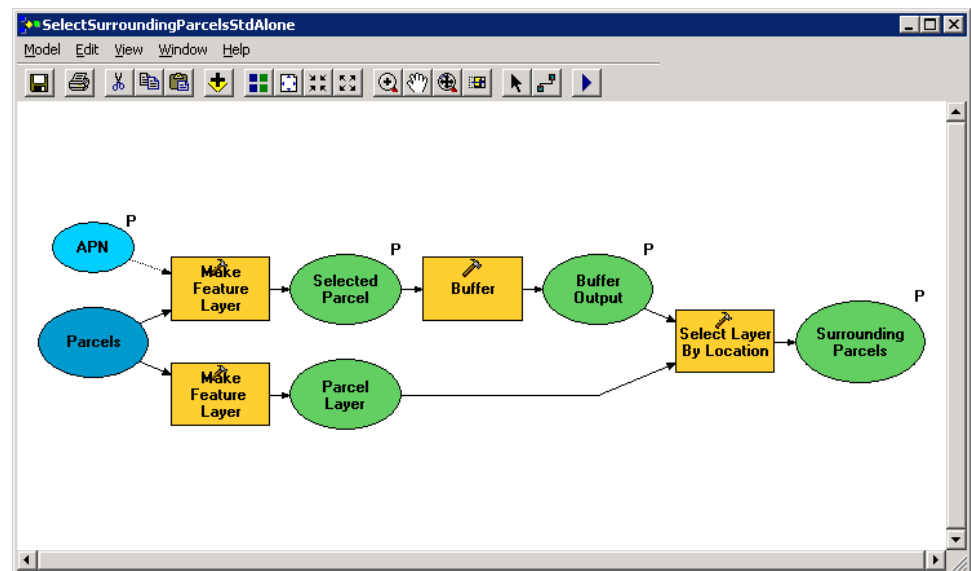 SelectSurroundingParcelsStdAlone
Model Edit View Window Help
P
APN
Make
Feature
Layer
P
Selected
Parcel
Buffer
P
Buffer
Output
Parcels
Make
Feature
Layer
Parcel
Layer
Select Layer
By Location
P
Surrounding
Parcels